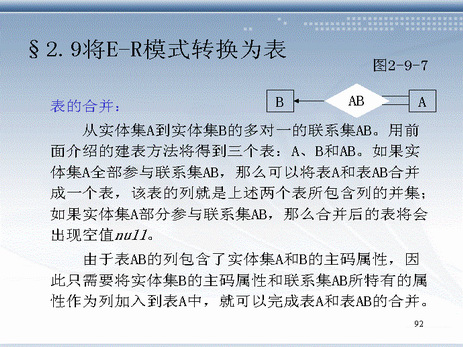 §2.9将E-R模式转换为表
图2-9-7
B AB A
表的合并：
从实体集A到实体集B的多对一的联系集AB。用前
面介绍的建表方法将得到三个表：A、B和AB。如果实
体集A全部参与联系集AB，那么可以将表A和表AB合并
成一个表，该表的列就是上述两个表所包含列的并集；
如果实体集A部分参与联系集AB，那么合并后的表将会
出现空值null。
由于表AB的列包含了实体集A和B的主码属性，因
此只需要将实体集B的主码属性和联系集AB所特有的属
性作为列加入到表A中，就可以完成表A和表AB的合并。
92